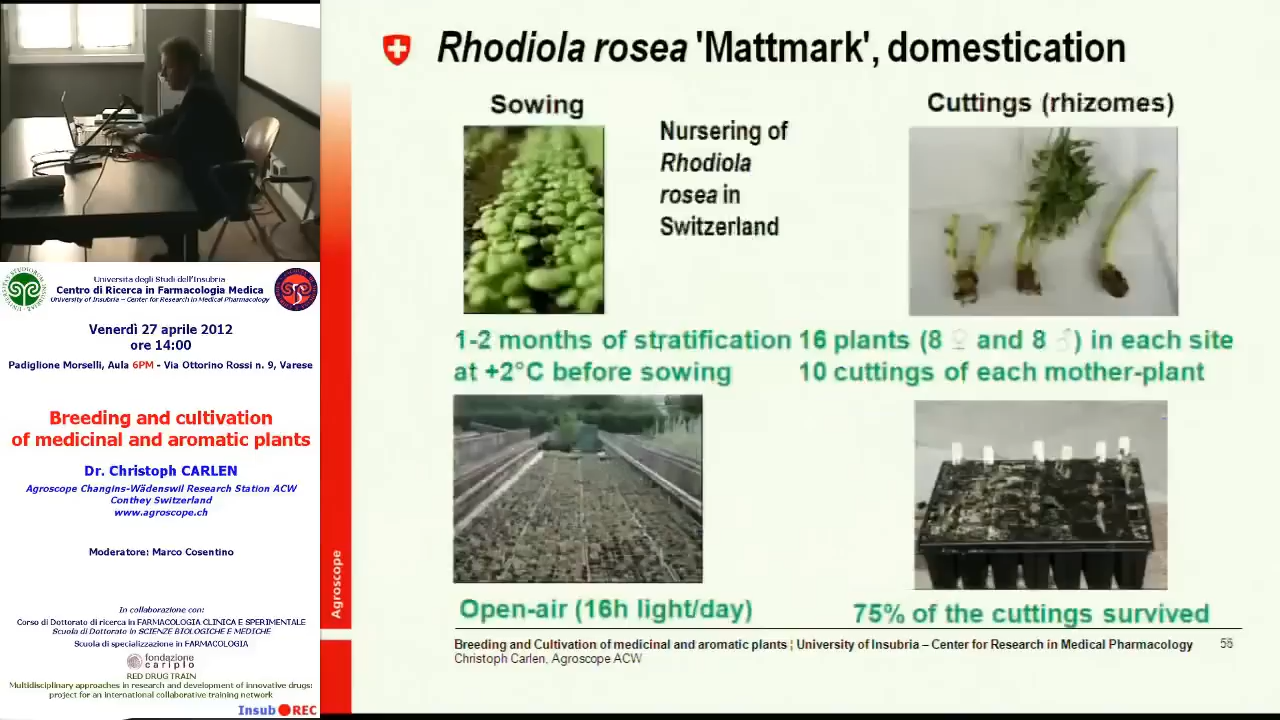 Università degli Studi dell'Insubria
Centro di Ricerca in Farmacologia Medica
University of Insubria – Center for Research in Medical Pharmacology
Venerdì 27 aprile 2012
ore 14:00
Padiglione Morselli, Aula 6PM - Via Ottorino Rossi n. 9, Varese
Breeding and cultivation
of medicinal and aromatic plants
Dr. Christoph CARLEN
Agroscope Changins-Wädenswil Research Station ACW
Conthey Switzerland
www.agroscope.ch
Moderatore: Marco Cosentino
In collaborazione con:
Corso di Dottorato di ricerca in FARMACOLOGIA CLINICA E SPERIMENTALE
Scuola di Dottorato in SCIENZE BIOLOGICHE E MEDICHE
Scuola di specializzazione in FARMACOLOGIA
fondazione
cariplo
RED DRUG TRAIN
Multidisciplinary approaches in research and development of innovative drugs:
project for an international collaborative training network
Insub REC
Agroscope
Rhodiola rosea 'Mattmark', domestication
Sowing
Nursering of
Rhodiola
rosea in
Switzerland
Cuttings (rhizomes)
1-2 months of stratification
at +2°C before sowing
16 plants (8 ♀ and 8 ♂) in each site
10 cuttings of each mother-plant
Open-air (16h light/day)
75% of the cuttings survived
Breeding and Cultivation of medicinal and aromatic plants | University of Insubria – Center for Research in Medical Pharmacology
Christoph Carlen, Agroscope ACW